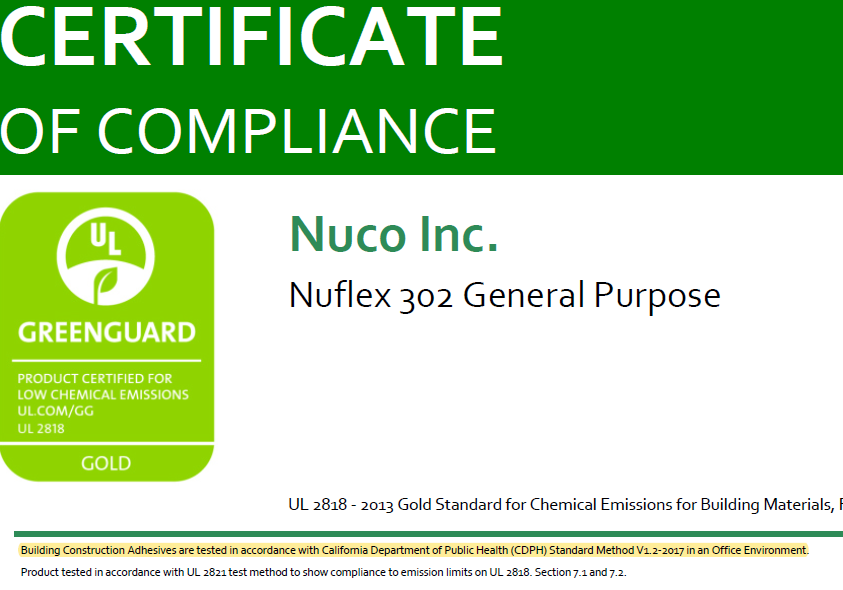 CERTIFICATE
OF COMPLIANCE
UL
GREENGUARD
PRODUCT CERTIFIED FOR
LOW CHEMICAL EMISSIONS
UL.COM/GG
UL 2818
GOLD
Nuco Inc.
Nuflex 302 General Purpose
UL 2818 - 2013 Gold Standard for Chemical Emissions for Building Materials,
Building Construction Adhesives are tested in accordance with California Department of Public Health (CDPH) Standard Method V1.2-2017 in an Office Environment.
Product tested in accordance with UL 2821 test method to show compliance to emission limits on UL 2818. Section 7.1 and 7.2.